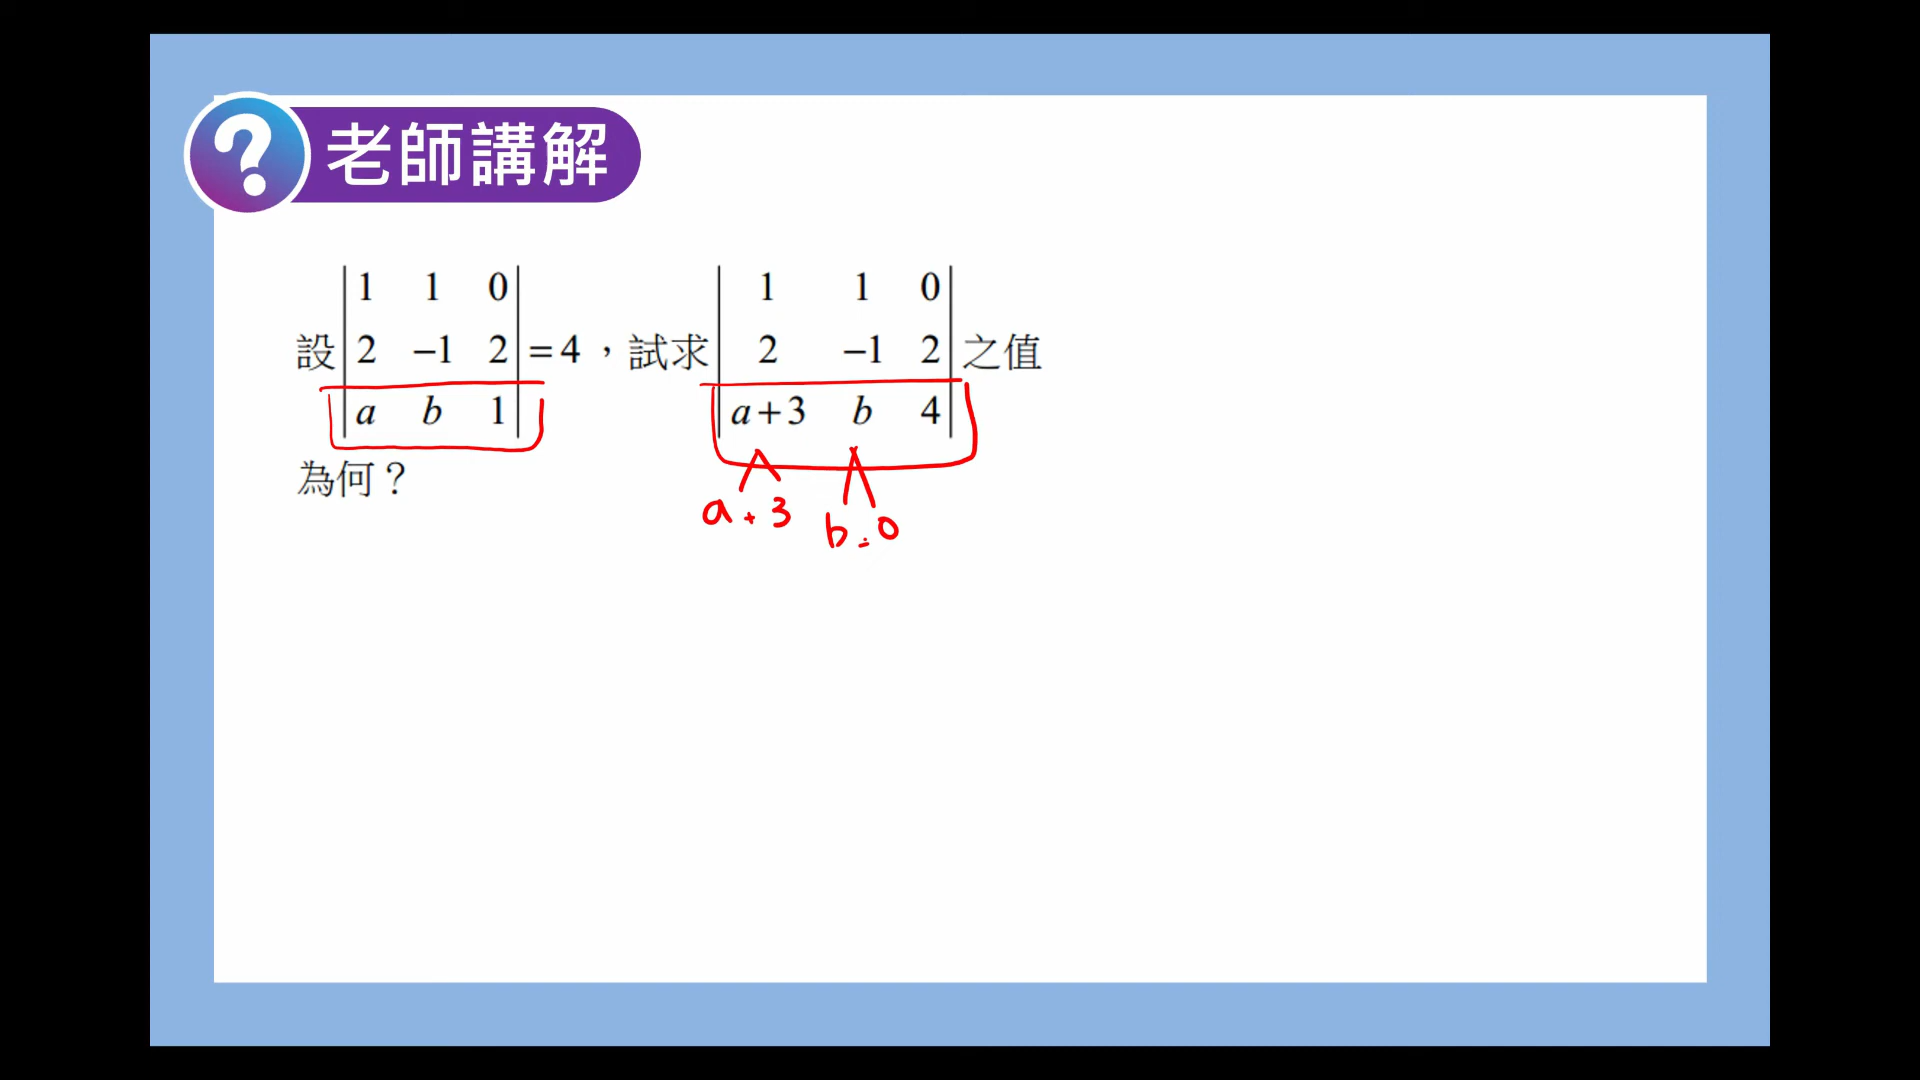 老師講解
設 | 1 1 0 | 2 −1 2 | a b 1 | = 4，試求 | 1 1 0 | 2 −1 2 | a+3 b 4 | 之值
為何？
a + 3 b + 0